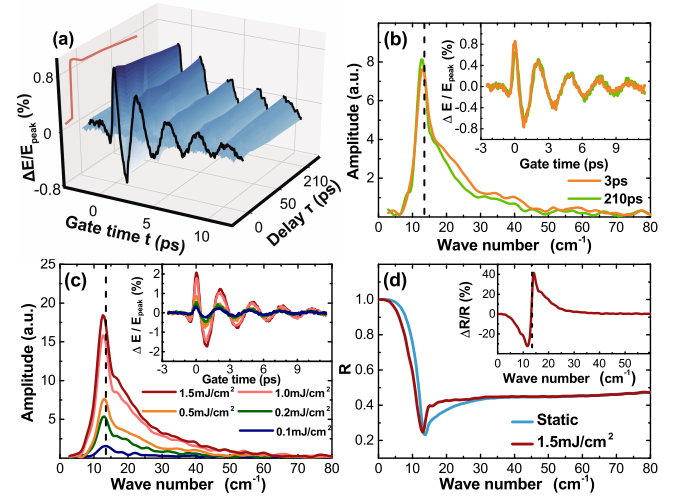 (a)
0.8
0
-0.8
ΔE/E_peak (%)
0
5
10
Gate time t (ps)
0
50
210
Delay τ (ps)
(b)
8
6
4
2
0
Amplitude (a.u.)
0 10 20 30 40 50 60 70 80
Wave number (cm⁻¹)
3ps
210ps
0.8
0.4
0.0
-0.4
-0.8
Δ E / E_peak (%)
-3 0 3 6 9
Gate time (ps)
(c)
25
20
15
10
5
0
Amplitude (a.u.)
0 10 20 30 40 50 60 70 80
Wave number (cm⁻¹)
1.5mJ/cm² 1.0mJ/cm²
0.5mJ/cm² 0.2mJ/cm²
0.1mJ/cm²
2
1
0
-1
-2
Δ E / E_peak (%)
-3 0 3 6 9
Gate time (ps)
(d)
1.0
0.8
0.6
0.4
0.2
R
0 10 20 30 40 50 60 70 80
Wave number (cm⁻¹)
Static
1.5mJ/cm²
40
20
0
-20
ΔR/R (%)
0 20 40
Wave number (cm⁻¹)